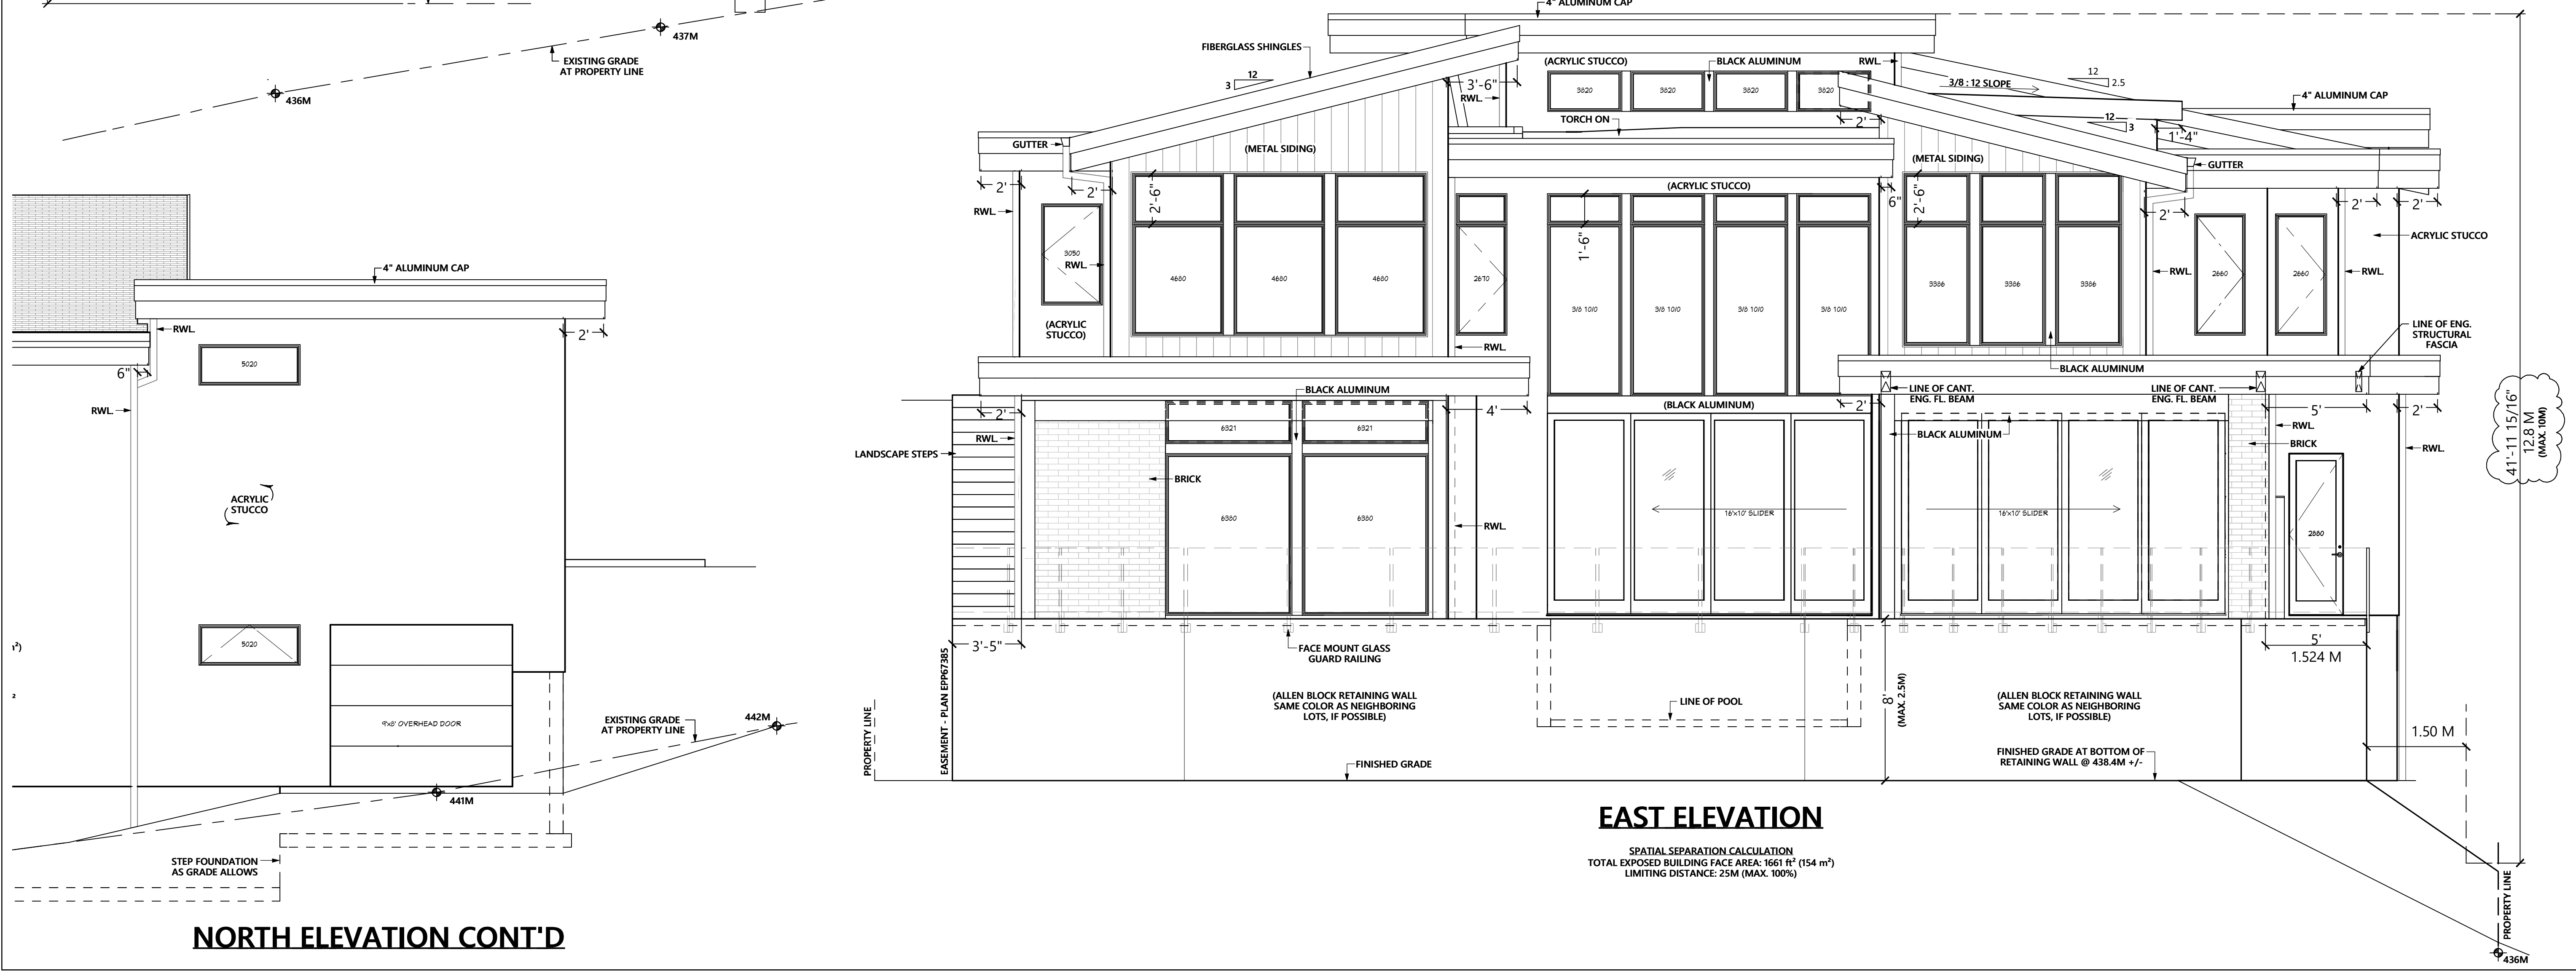 437M
EXISTING GRADE
AT PROPERTY LINE
436M
4" ALUMINUM CAP
RWL.
2'
6"
RWL.
5020
ACRYLIC
STUCCO
5020
9x8' OVERHEAD DOOR
EXISTING GRADE
AT PROPERTY LINE
442M
441M
STEP FOUNDATION
AS GRADE ALLOWS
NORTH ELEVATION CONT'D
4" ALUMINUM CAP
FIBERGLASS SHINGLES
12
3
3'-6"
RWL.
(ACRYLIC STUCCO)
BLACK ALUMINUM
RWL.
3820
3820
3820
3820
3/8 : 12 SLOPE
12
2.5
4" ALUMINUM CAP
TORCH ON
2'
12
3
1'-4"
GUTTER
(METAL SIDING)
(METAL SIDING)
GUTTER
2'
2'
2'-6"
(ACRYLIC STUCCO)
6"
2'-6"
2'
2'
2'
RWL.
3050
RWL.
4680
4680
4680
2670
1'-6"
3/8 1010
3/8 1010
3/8 1010
3/8 1010
3386
3386
3386
RWL.
2660
2660
RWL.
ACRYLIC STUCCO
(ACRYLIC
STUCCO)
RWL.
LINE OF ENG.
STRUCTURAL
FASCIA
BLACK ALUMINUM
BLACK ALUMINUM
LINE OF CANT.
ENG. FL. BEAM
LINE OF CANT.
ENG. FL. BEAM
2'
4'
(BLACK ALUMINUM)
2'
5'
2'
6321
6321
RWL.
RWL.
BLACK ALUMINUM
BRICK
RWL.
LANDSCAPE STEPS
BRICK
6380
6380
RWL.
16'x10' SLIDER
16'x10' SLIDER
2880
41'-11 15/16"
12.8 M
(MAX. 10M)
3'-5"
FACE MOUNT GLASS
GUARD RAILING
5'
1.524 M
EASEMENT - PLAN EPP67385
PROPERTY LINE
(ALLEN BLOCK RETAINING WALL
SAME COLOR AS NEIGHBORING
LOTS, IF POSSIBLE)
LINE OF POOL
8'
(MAX. 2.5M)
(ALLEN BLOCK RETAINING WALL
SAME COLOR AS NEIGHBORING
LOTS, IF POSSIBLE)
1.50 M
FINISHED GRADE
FINISHED GRADE AT BOTTOM OF
RETAINING WALL @ 438.4M +/-
EAST ELEVATION
SPATIAL SEPARATION CALCULATION
TOTAL EXPOSED BUILDING FACE AREA: 1661 ft² (154 m²)
LIMITING DISTANCE: 25M (MAX. 100%)
PROPERTY LINE
436M